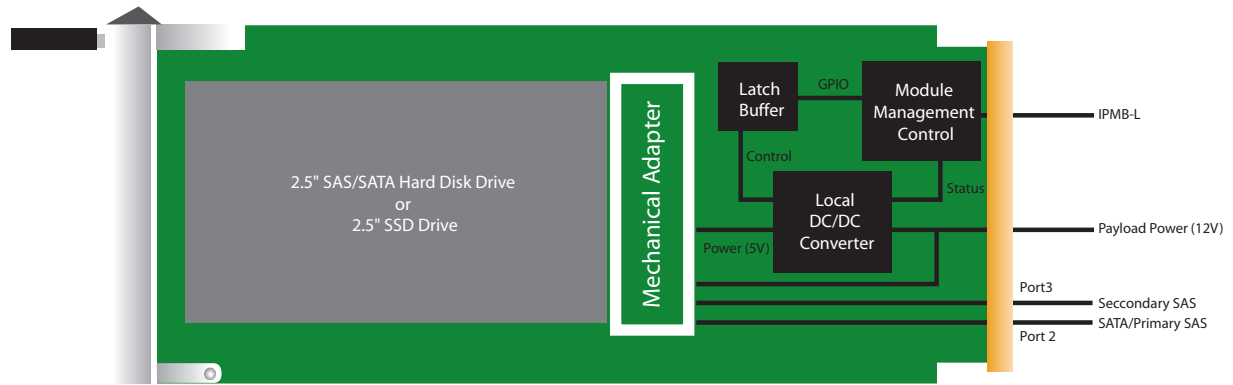 2.5" SAS/SATA Hard Disk Drive
or
2.5" SSD Drive
Mechanical Adapter
Latch
Buffer
GPIO
Module
Management
Control
IPMB-L
Control
Status
Local
DC/DC
Converter
Power (5V)
Payload Power (12V)
Port3
Seccondary SAS
SATA/Primary SAS
Port 2